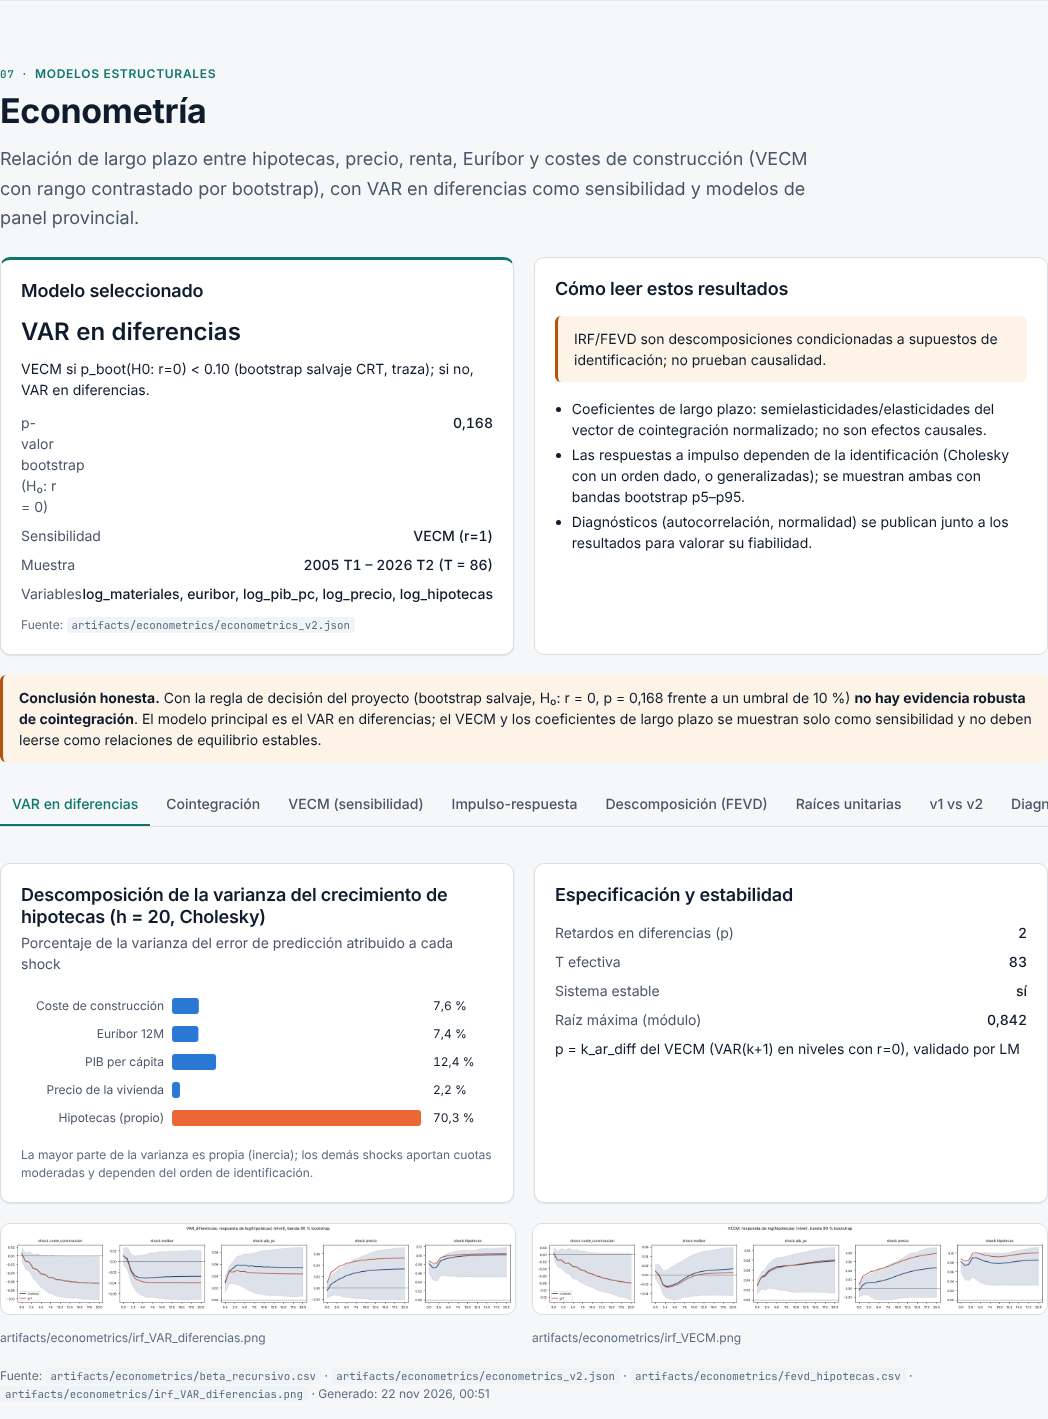 07 · MODELOS ESTRUCTURALES
Econometría
Relación de largo plazo entre hipotecas, precio, renta, Euríbor y costes de construcción (VECM
con rango contrastado por bootstrap), con VAR en diferencias como sensibilidad y modelos de
panel provincial.
Modelo seleccionado
VAR en diferencias
VECM si p_boot(H0: r=0) < 0.10 (bootstrap salvaje CRT, traza); si no,
VAR en diferencias.
p-
valor
bootstrap
(H₀: r
= 0)
0,168
Sensibilidad VECM (r=1)
Muestra 2005 T1 – 2026 T2 (T = 86)
Variables log_materiales, euribor, log_pib_pc, log_precio, log_hipotecas
Fuente: artifacts/econometrics/econometrics_v2.json
Cómo leer estos resultados
IRF/FEVD son descomposiciones condicionadas a supuestos de
identificación; no prueban causalidad.
• Coeficientes de largo plazo: semielasticidades/elasticidades del
vector de cointegración normalizado; no son efectos causales.
• Las respuestas a impulso dependen de la identificación (Cholesky
con un orden dado, o generalizadas); se muestran ambas con
bandas bootstrap p5–p95.
• Diagnósticos (autocorrelación, normalidad) se publican junto a los
resultados para valorar su fiabilidad.
Conclusión honesta. Con la regla de decisión del proyecto (bootstrap salvaje, H₀: r = 0, p = 0,168 frente a un umbral de 10 %) no hay evidencia robusta
de cointegración. El modelo principal es el VAR en diferencias; el VECM y los coeficientes de largo plazo se muestran solo como sensibilidad y no deben
leerse como relaciones de equilibrio estables.
VAR en diferencias Cointegración VECM (sensibilidad) Impulso-respuesta Descomposición (FEVD) Raíces unitarias v1 vs v2 Diagn
Descomposición de la varianza del crecimiento de
hipotecas (h = 20, Cholesky)
Porcentaje de la varianza del error de predicción atribuido a cada
shock
Coste de construcción 7,6 %
Euríbor 12M 7,4 %
PIB per cápita 12,4 %
Precio de la vivienda 2,2 %
Hipotecas (propio) 70,3 %
La mayor parte de la varianza es propia (inercia); los demás shocks aportan cuotas
moderadas y dependen del orden de identificación.
Especificación y estabilidad
Retardos en diferencias (p) 2
T efectiva 83
Sistema estable sí
Raíz máxima (módulo) 0,842
p = k_ar_diff del VECM (VAR(k+1) en niveles con r=0), validado por LM
artifacts/econometrics/irf_VAR_diferencias.png
artifacts/econometrics/irf_VECM.png
Fuente: artifacts/econometrics/beta_recursivo.csv · artifacts/econometrics/econometrics_v2.json · artifacts/econometrics/fevd_hipotecas.csv ·
artifacts/econometrics/irf_VAR_diferencias.png · Generado: 22 nov 2026, 00:51